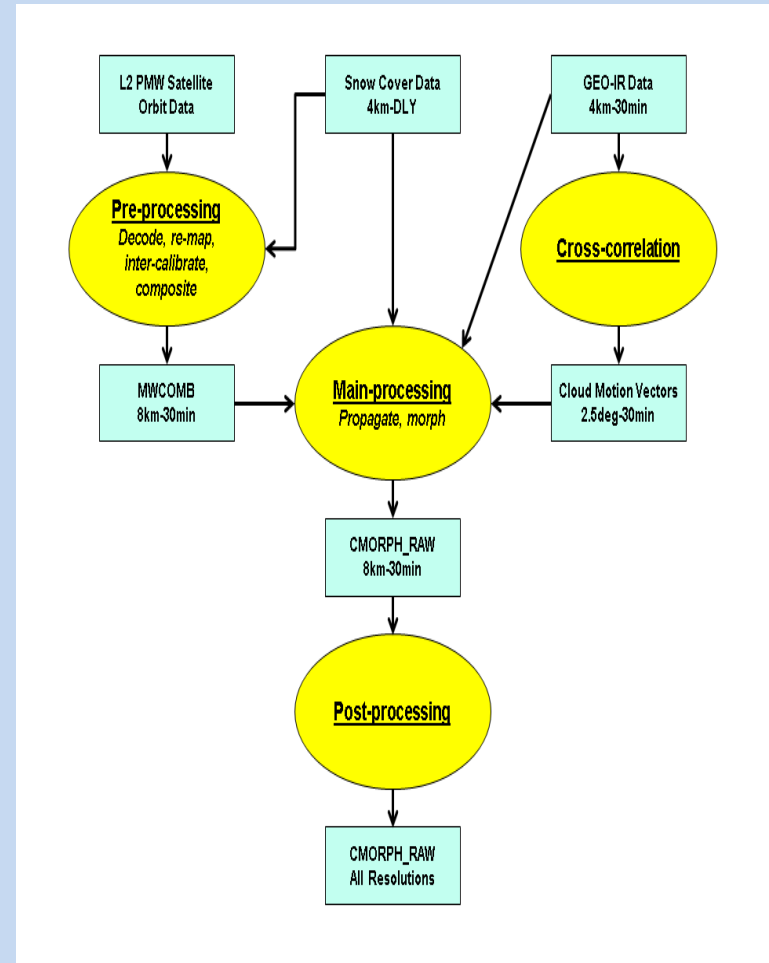 L2 PMW Satellite
Orbit Data
Snow Cover Data
4km-DLY
GEO-IR Data
4km-30min
Pre-processing
Decode, re-map,
inter-calibrate,
composite
Cross-correlation
MWCOMB
8km-30min
Main-processing
Propagate, morph
Cloud Motion Vectors
2.5deg-30min
CMORPH_RAW
8km-30min
Post-processing
CMORPH_RAW
All Resolutions